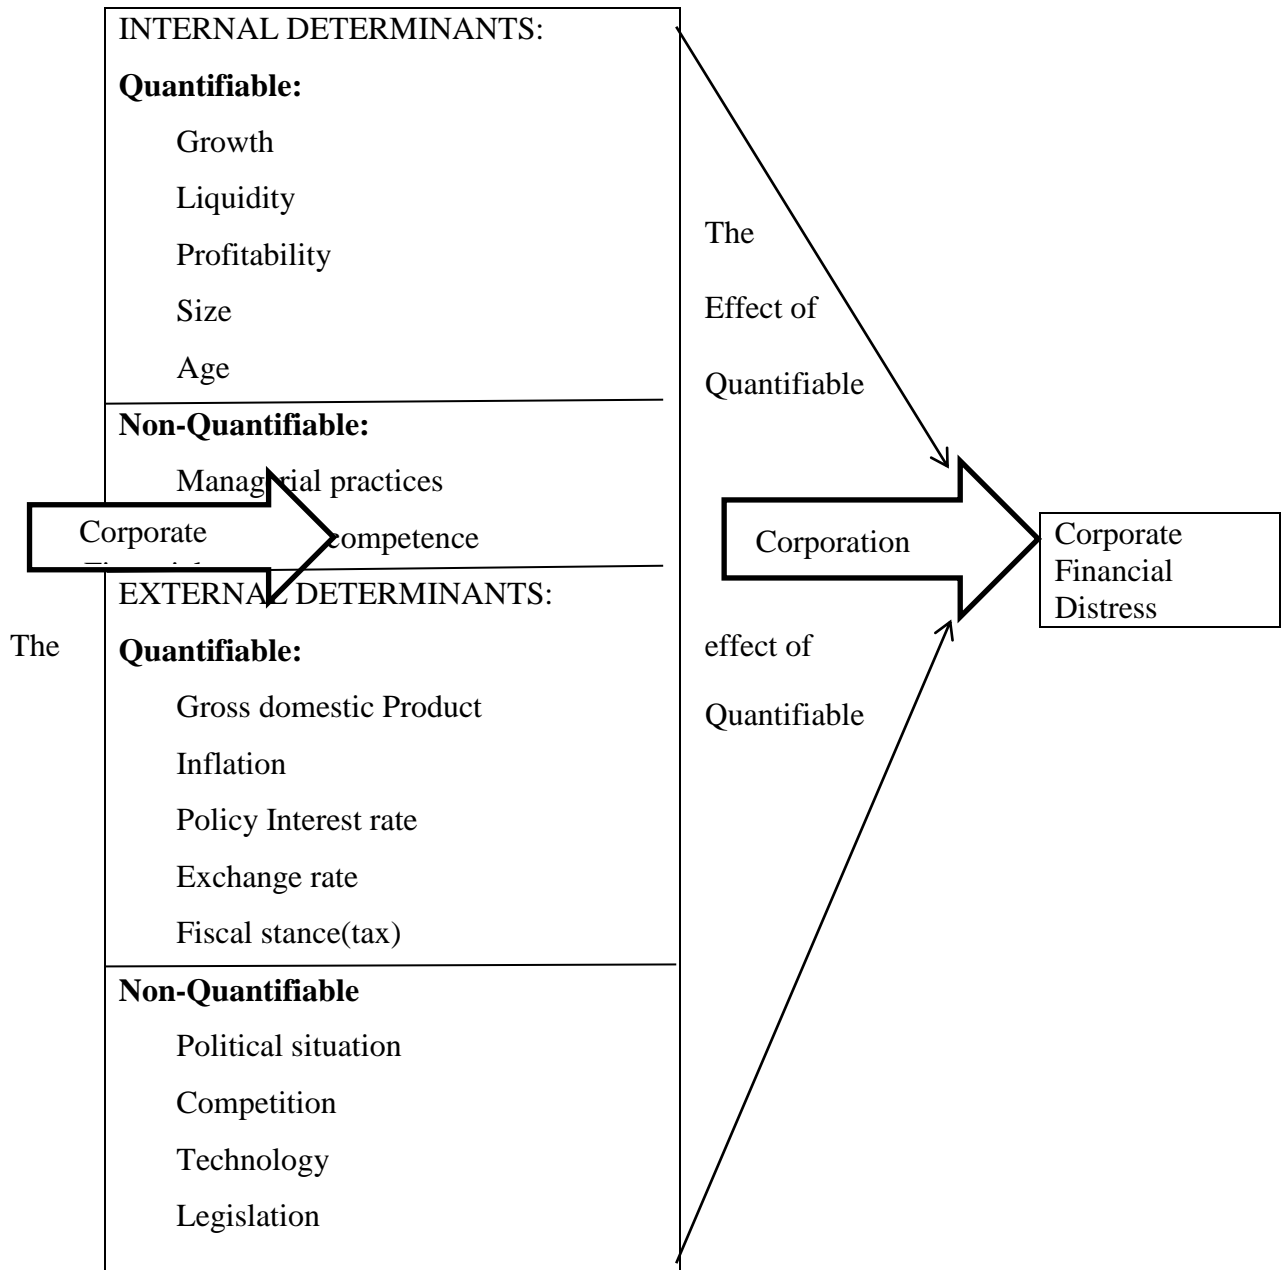 INTERNAL DETERMINANTS:
Quantifiable:
Growth
Liquidity
Profitability
Size
Age
Non-Quantifiable:
Managerial practices
competence
Corporate
EXTERNAL DETERMINANTS:
Quantifiable:
Gross domestic Product
Inflation
Policy Interest rate
Exchange rate
Fiscal stance(tax)
Non-Quantifiable
Political situation
Competition
Technology
Legislation
The
The
Effect of
Quantifiable
Corporation
effect of
Quantifiable
Corporate
Financial
Distress